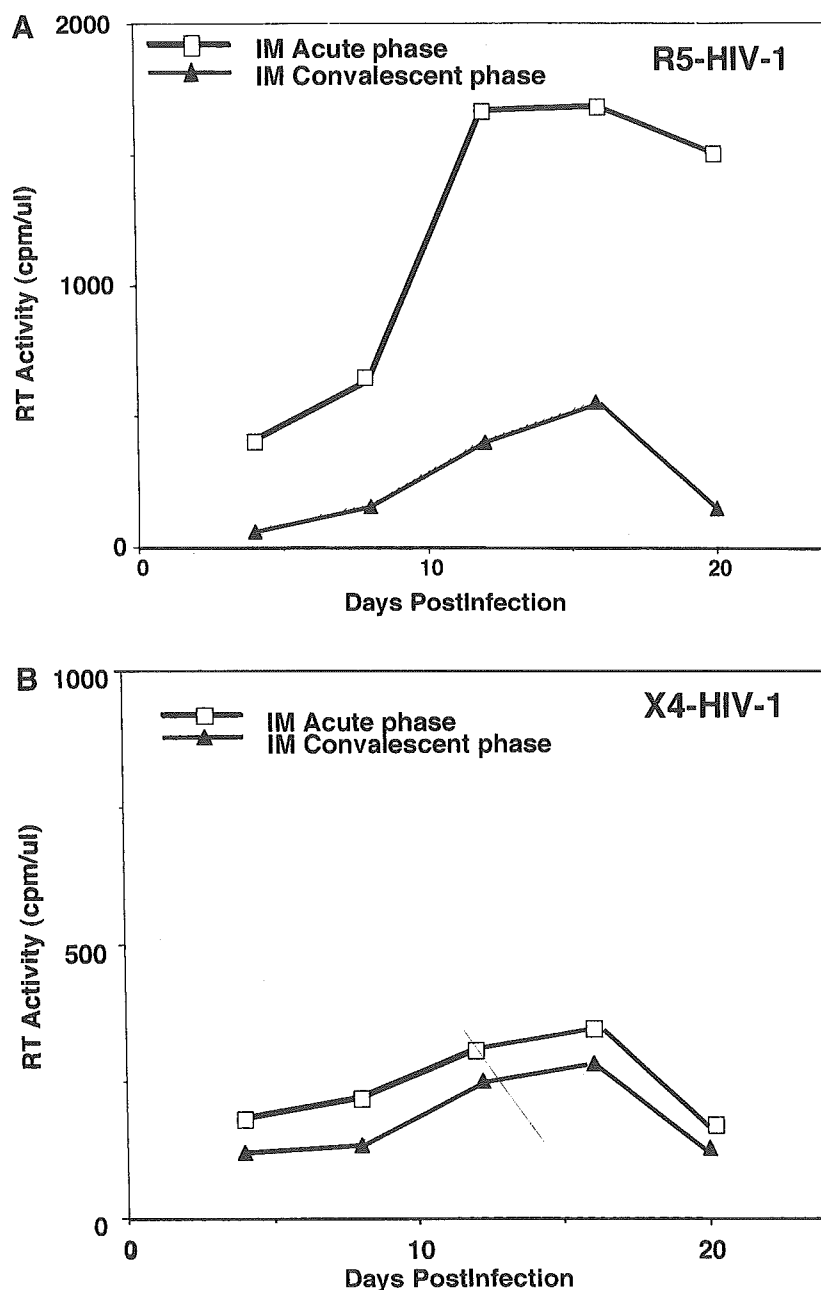 A
2000
IM Acute phase
IM Convalescent phase
R5-HIV-1
RT Activity (cpm/ul)
1000
0
0
10
20
Days PostInfection
B
1000
X4-HIV-1
IM Acute phase
IM Convalescent phase
RT Activity (cpm/ul)
500
0
0
10
20
Days PostInfection